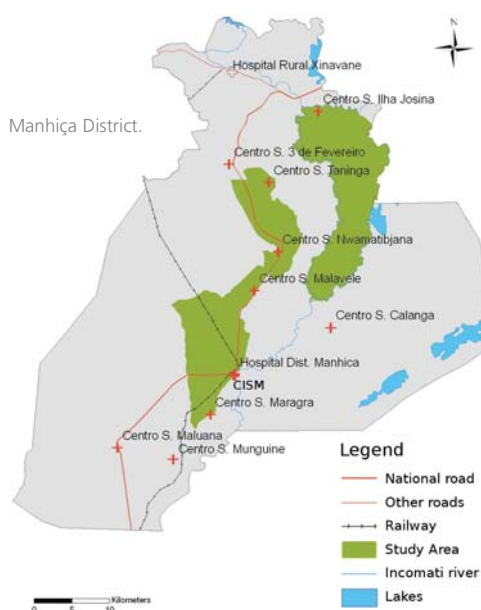 N
Hospital Rural Xinavane
Centro S. Ilha Josina
Manhiça District.
Centro S. 3 de Fevereiro
Centro S. Taninga
Centro S. Nwamatibjana
Centro S. Malavele
Centro S. Calanga
Hospital Dist. Manhica
CISM
Centro S. Maragra
Centro S. Maluana
Centro S. Munguine
Legend
National road
Other roads
Railway
Study Area
Incomati river
Lakes
Kilometers
0 5 10